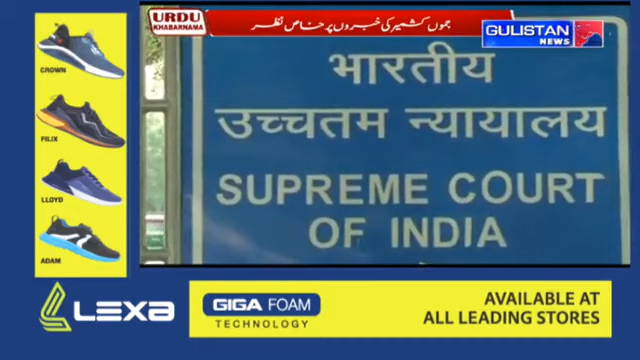 URDU
KHABARNAMA
جموں کشمیر کی خبروں پر خاص نظر
GULISTAN
NEWS
भारतीय
उच्चतम न्यायालय
SUPREME COURT
OF INDIA
CROWN
FILIX
LLOYD
ADAM
LEXA
GIGA FOAM
TECHNOLOGY
AVAILABLE AT
ALL LEADING STORES